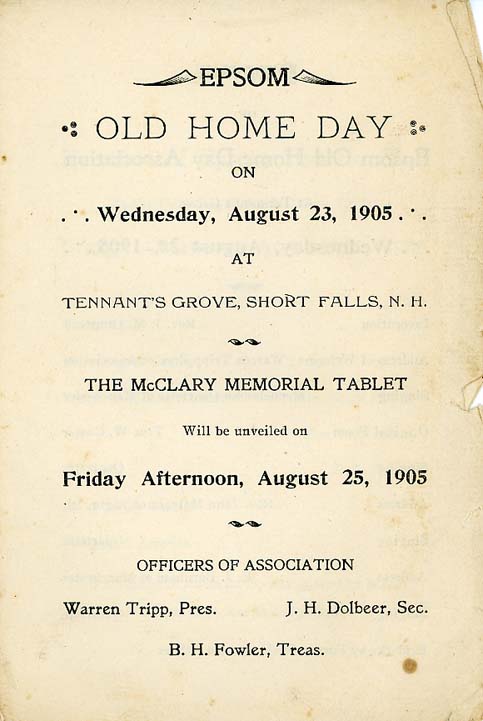 EPSOM
OLD HOME DAY
ON
Wednesday, August 23, 1905
AT
TENNANT'S GROVE, SHORT FALLS, N. H.
THE McCLARY MEMORIAL TABLET
Will be unveiled on
Friday Afternoon, August 25, 1905
OFFICERS OF ASSOCIATION
Warren Tripp, Pres. J. H. Dolbeer, Sec.
B. H. Fowler, Treas.